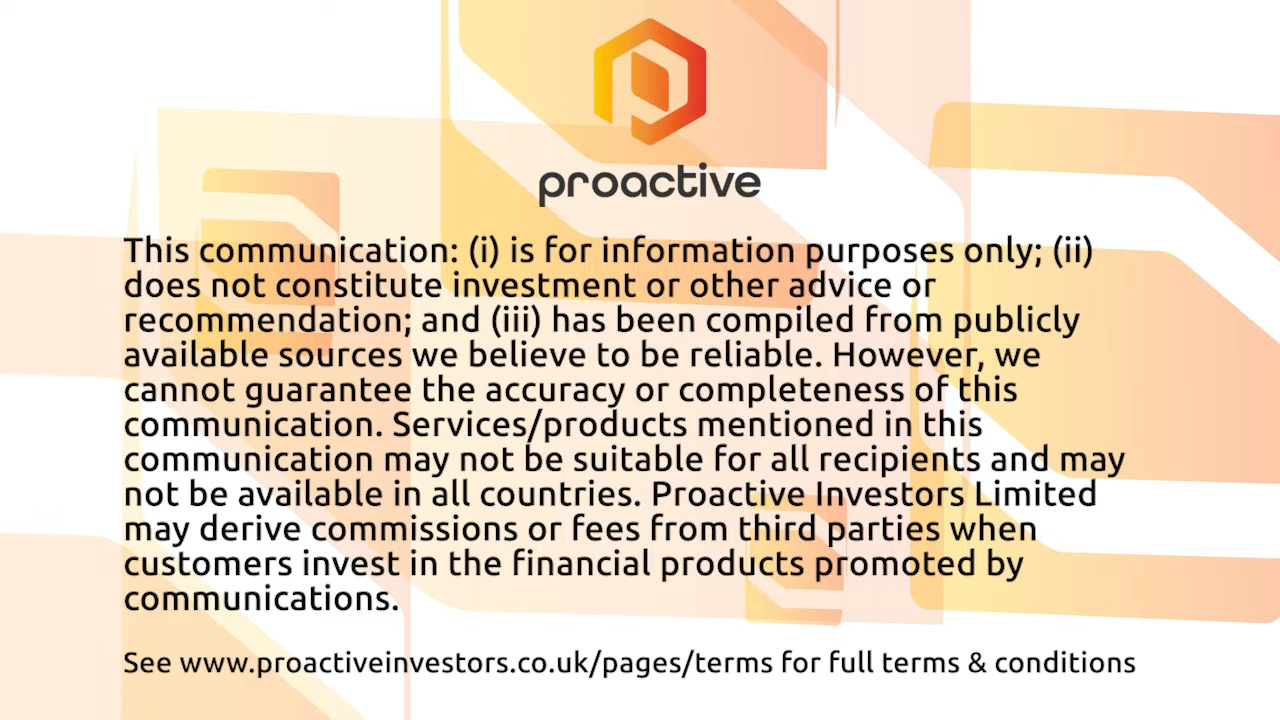 proactive
This communication: (i) is for information purposes only; (ii)
does not constitute investment or other advice or
recommendation; and (iii) has been compiled from publicly
available sources we believe to be reliable. However, we
cannot guarantee the accuracy or completeness of this
communication. Services/products mentioned in this
communication may not be suitable for all recipients and may
not be available in all countries. Proactive Investors Limited
may derive commissions or fees from third parties when
customers invest in the financial products promoted by
communications.
See www.proactiveinvestors.co.uk/pages/terms for full terms & conditions